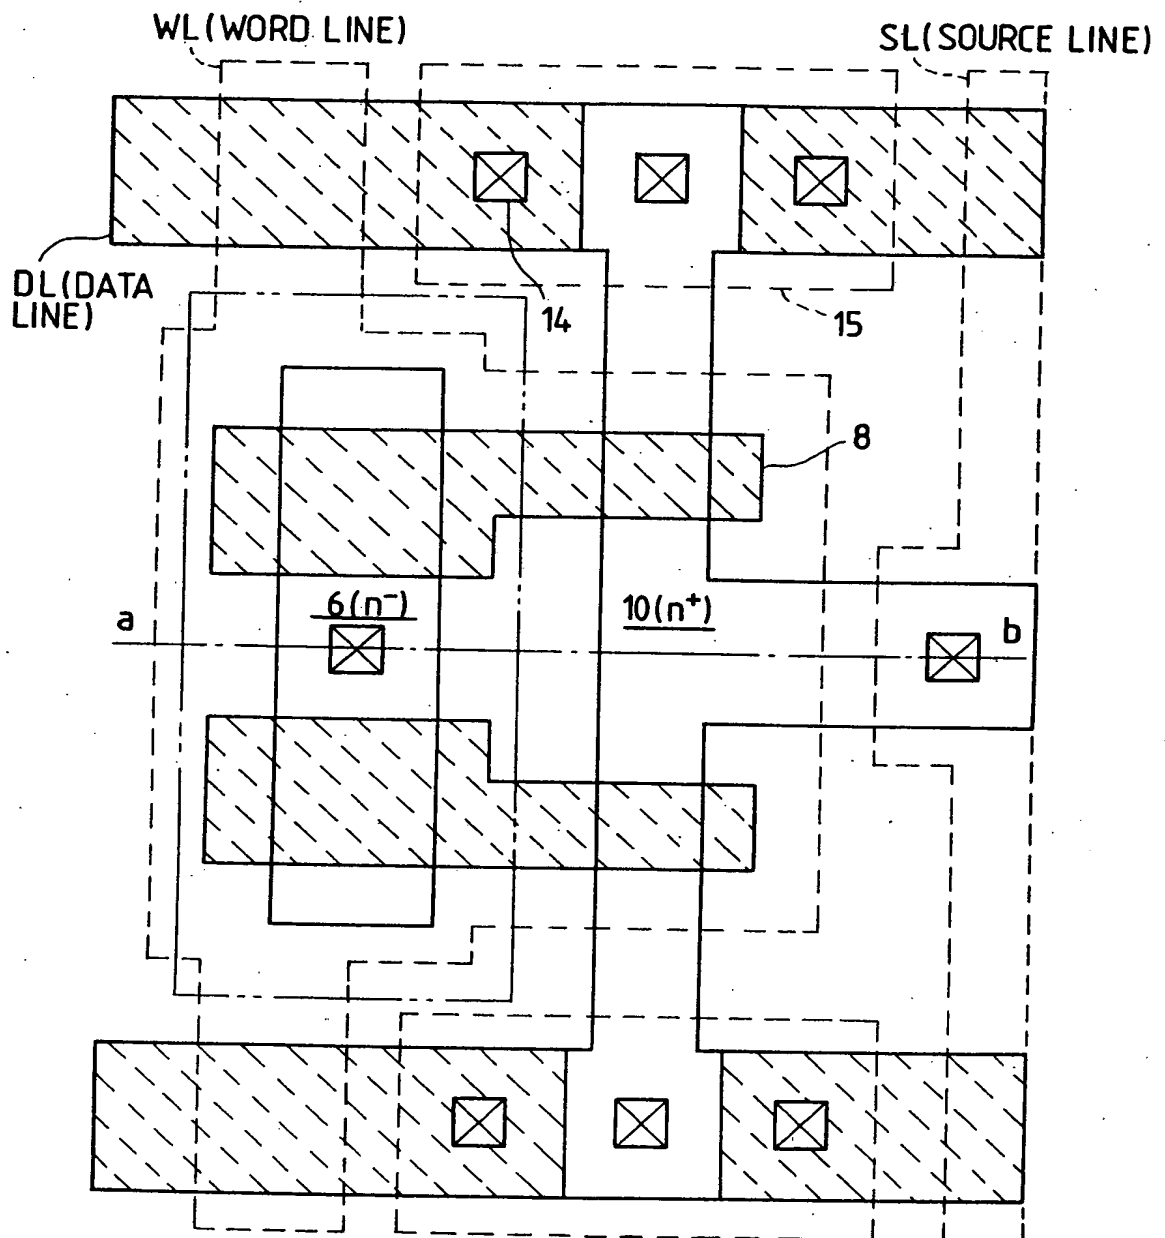 WL(WORD LINE)
SL(SOURCE LINE)
DL(DATA
LINE)
14
15
8
6(n⁻)
10(n⁺)
a
b